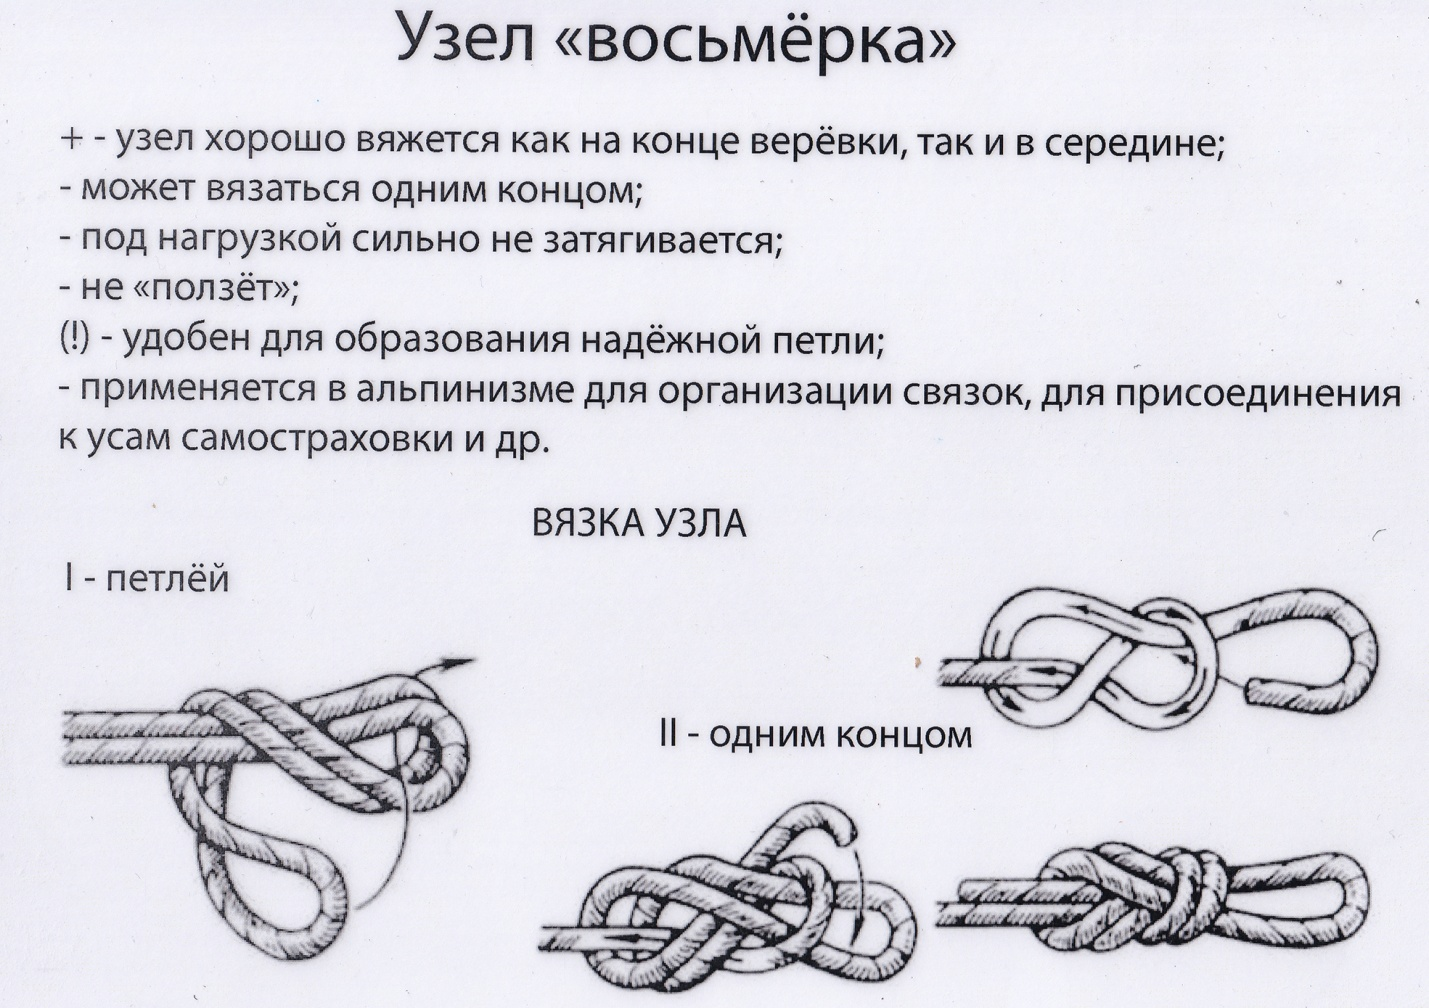 Узел «восьмёрка»
+ - узел хорошо вяжется как на конце верёвки, так и в середине;
- может вязаться одним концом;
- под нагрузкой сильно не затягивается;
- не «ползёт»;
(!) - удобен для образования надёжной петли;
- применяется в альпинизме для организации связок, для присоединения
к усам самостраховки и др.
ВЯЗКА УЗЛА
I - петлёй
II - одним концом